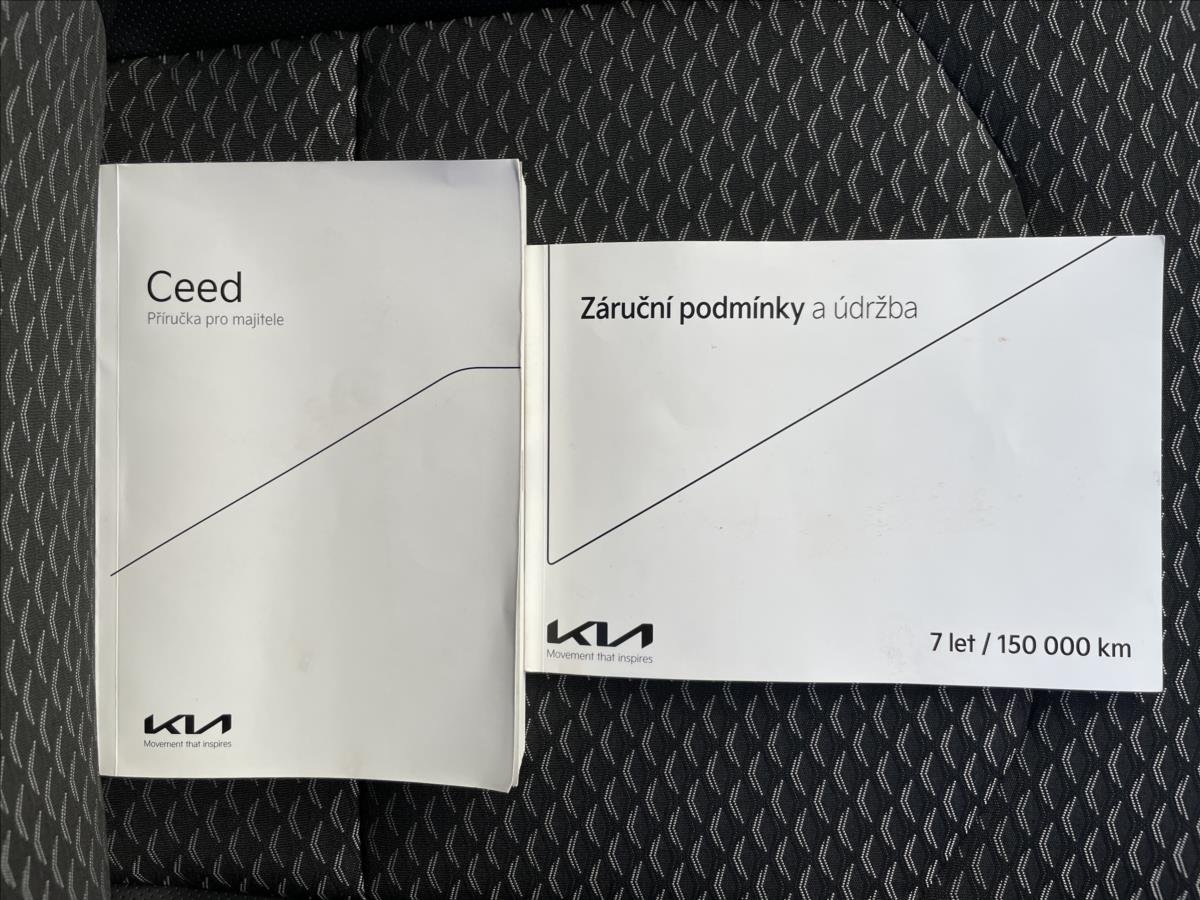 Ceed
Příručka pro majitele
KIA
Movement that inspires
Záruční podmínky a údržba
KIA
Movement that inspires
7 let / 150 000 km